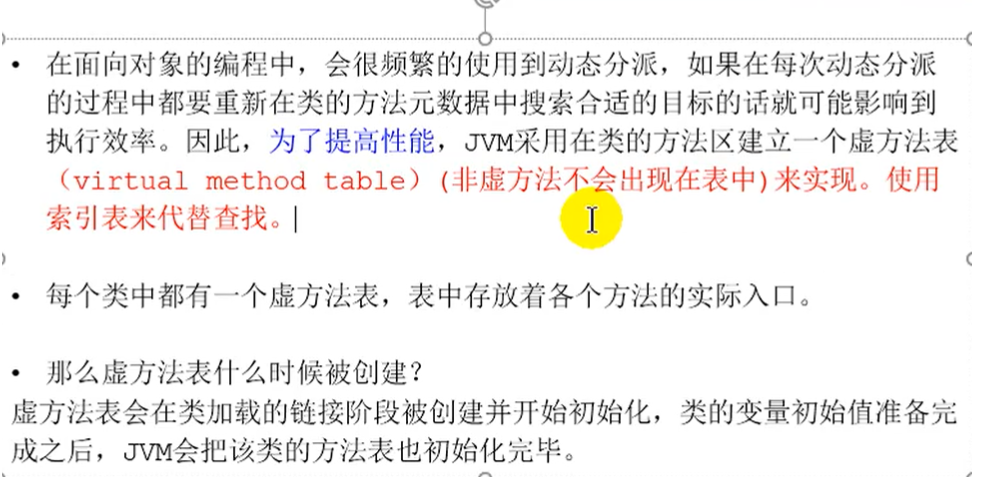 • 在面向对象的编程中，会很频繁的使用到动态分派，如果在每次动态分派
的过程中都要重新在类的方法元数据中搜索合适的目标的话就可能影响到
执行效率。因此，为了提高性能，JVM采用在类的方法区建立一个虚方法表
（virtual method table）(非虚方法不会出现在表中)来实现。使用
索引表来代替查找。
• 每个类中都有一个虚方法表，表中存放着各个方法的实际入口。
• 那么虚方法表什么时候被创建？
虚方法表会在类加载的链接阶段被创建并开始初始化，类的变量初始值准备完
成之后，JVM会把该类的方法表也初始化完毕。